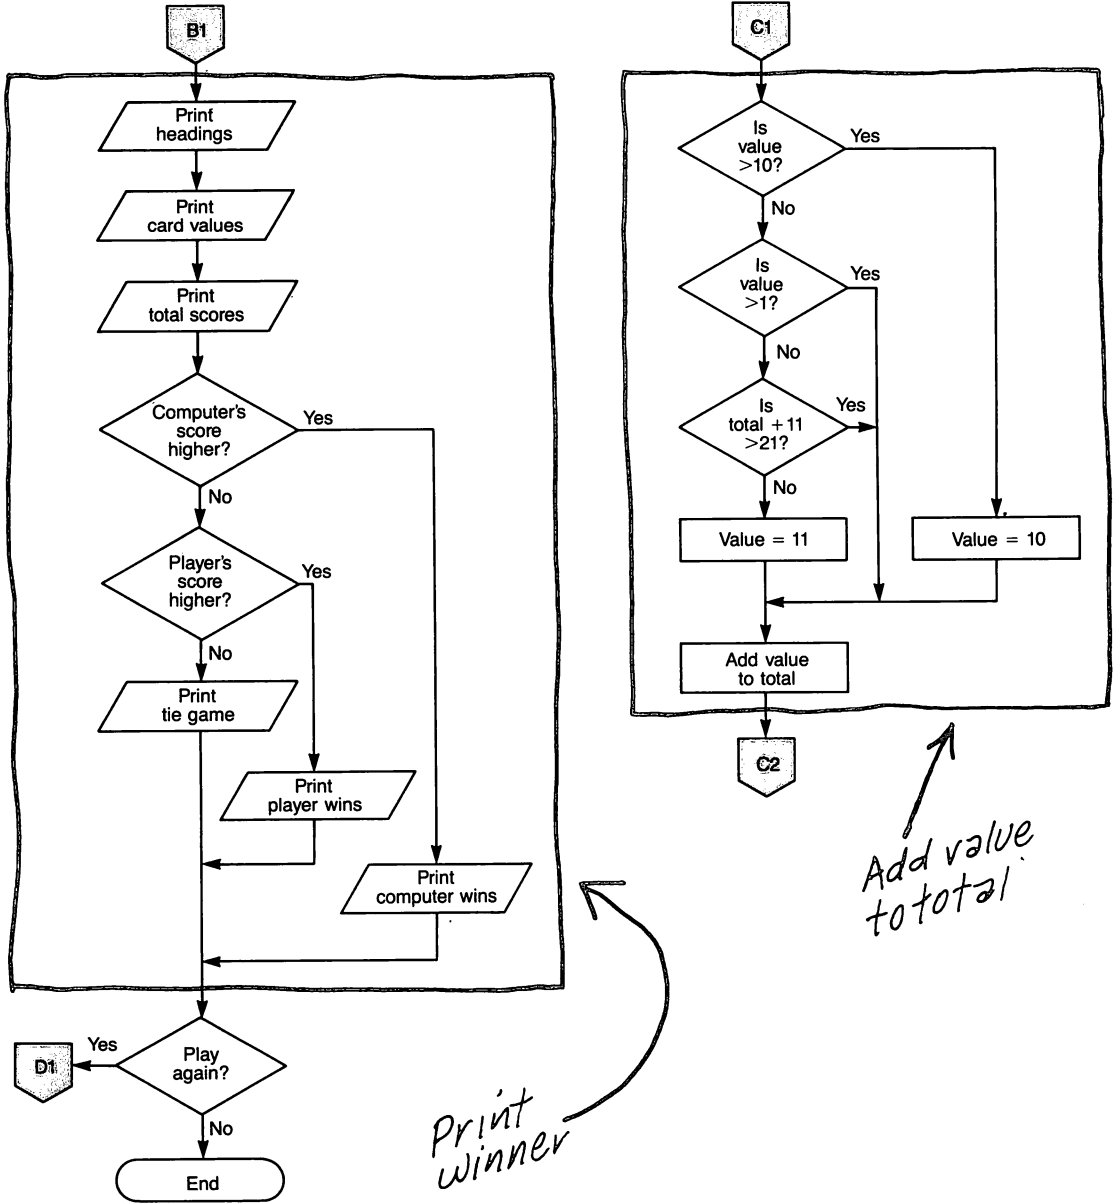 B1
Print
headings
Print
card values
Print
total scores
Computer's
score
higher?
Yes
No
Player's
score
higher?
Yes
No
Print
tie game
Print
player wins
Print
computer wins
Play
again?
Yes
D1
No
End
Print
winner
C1
Is
value
>10?
Yes
No
Is
value
>1?
Yes
No
Is
total +11
>21?
Yes
No
Value = 11
Value = 10
Add value
to total
C2
Add value
to total